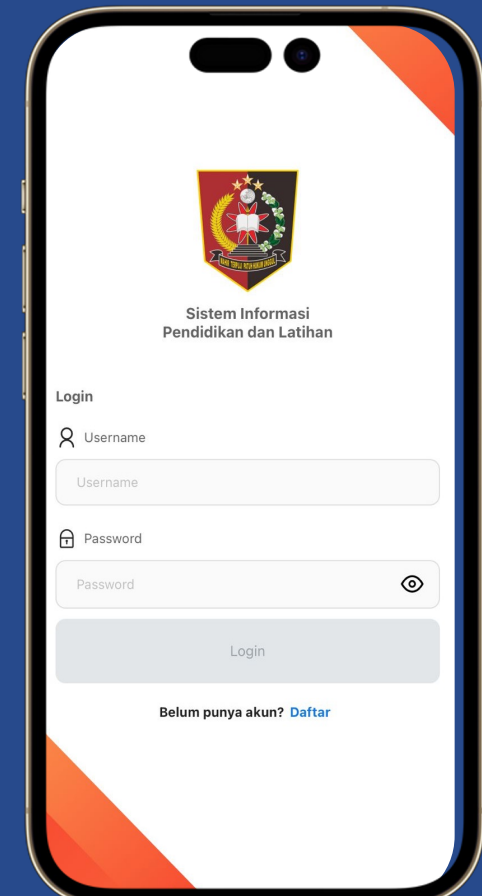 Sistem Informasi
Pendidikan dan Latihan
Login
Username
Username
Password
Password
Login
Belum punya akun? Daftar